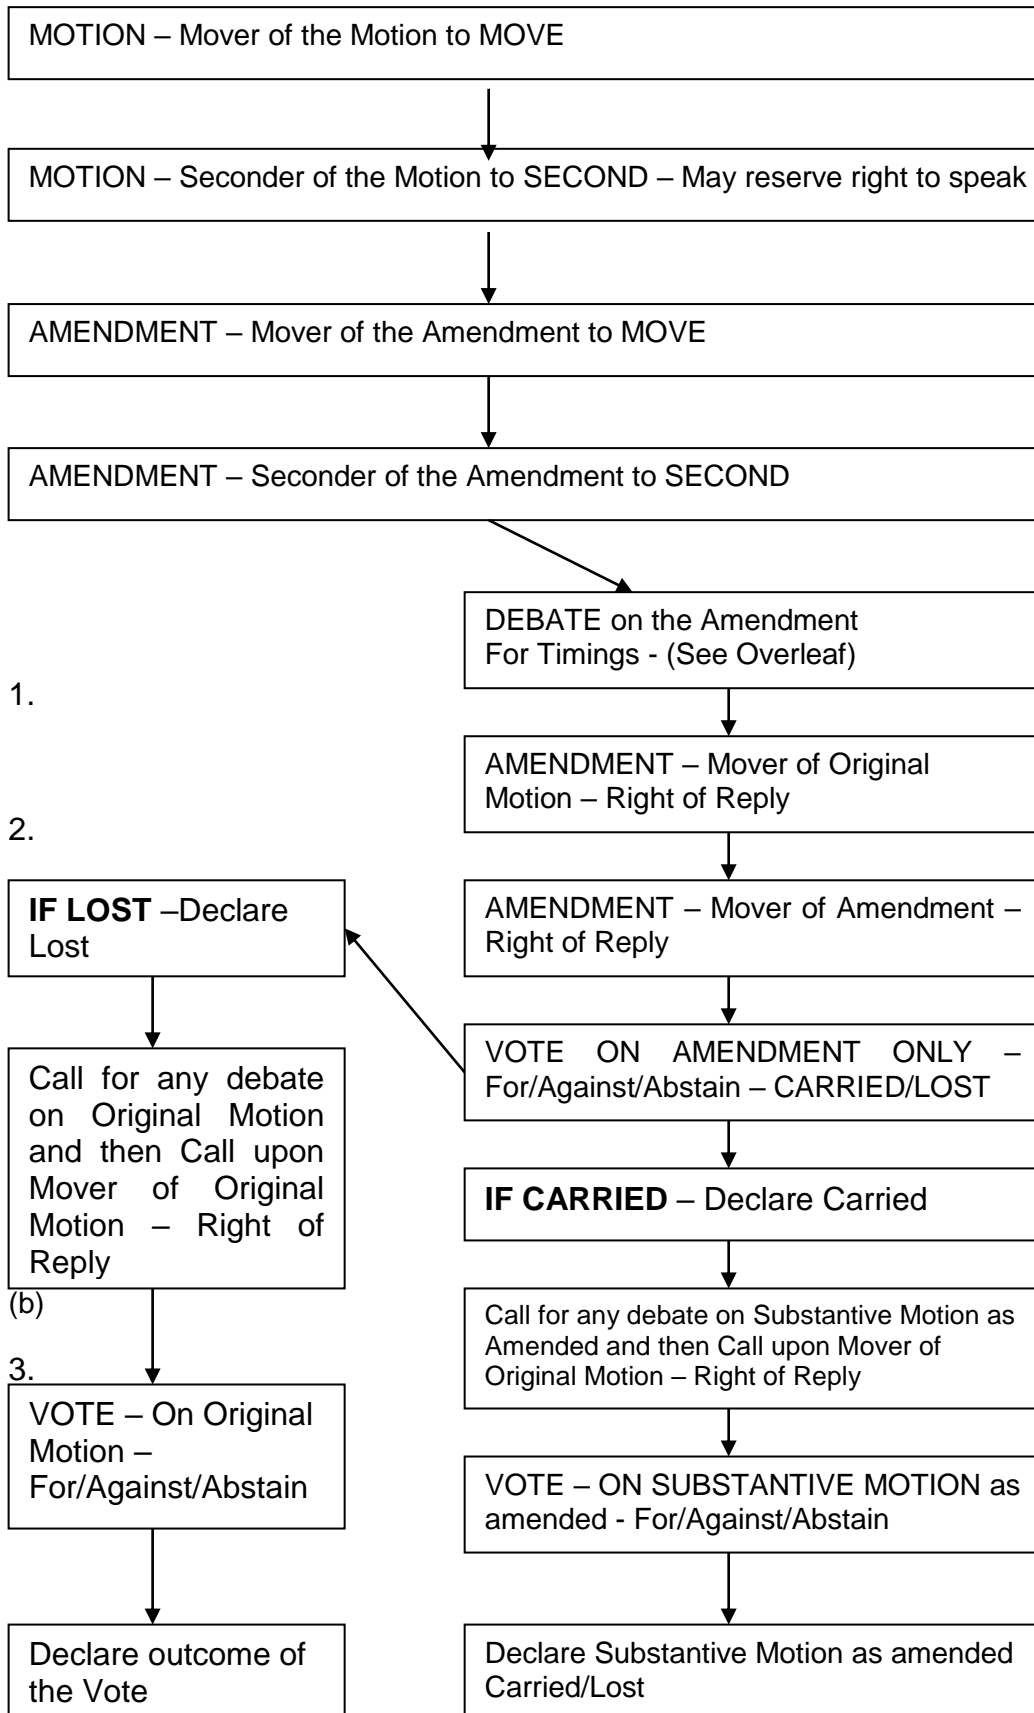 MOTION – Mover of the Motion to MOVE
MOTION – Seconder of the Motion to SECOND – May reserve right to speak
AMENDMENT – Mover of the Amendment to MOVE
AMENDMENT – Seconder of the Amendment to SECOND
DEBATE on the Amendment
For Timings - (See Overleaf)
1.
AMENDMENT – Mover of Original
Motion – Right of Reply
2.
AMENDMENT – Mover of Amendment –
Right of Reply
VOTE ON AMENDMENT ONLY –
For/Against/Abstain – CARRIED/LOST
IF LOST –Declare
Lost
Call for any debate
on Original Motion
and then Call upon
Mover of Original
Motion – Right of
Reply
(b)
3.
VOTE – On Original
Motion –
For/Against/Abstain
Declare outcome of
the Vote
IF CARRIED – Declare Carried
Call for any debate on Substantive Motion as
Amended and then Call upon Mover of
Original Motion – Right of Reply
VOTE – ON SUBSTANTIVE MOTION as
amended - For/Against/Abstain
Declare Substantive Motion as amended
Carried/Lost